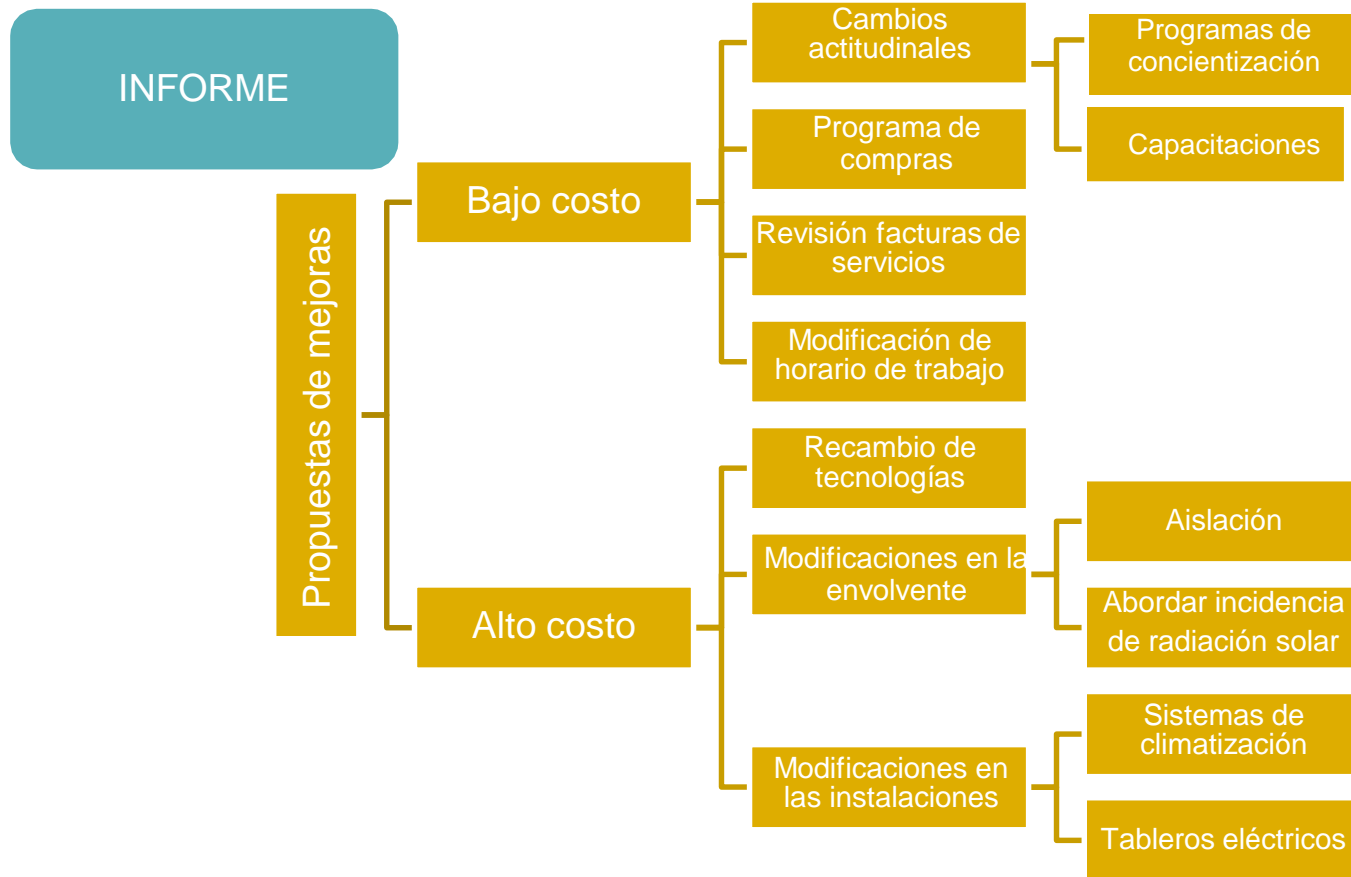 INFORME
Propuestas de mejoras
Bajo costo
Cambios
actitudinales
Programas de
concientización
Capacitaciones
Programa de
compras
Revisión facturas de
servicios
Modificación de
horario de trabajo
Alto costo
Recambio de
tecnologías
Modificaciones en la
envolvente
Aislación
Abordar incidencia
de radiación solar
Modificaciones en
las instalaciones
Sistemas de
climatización
Tableros eléctricos